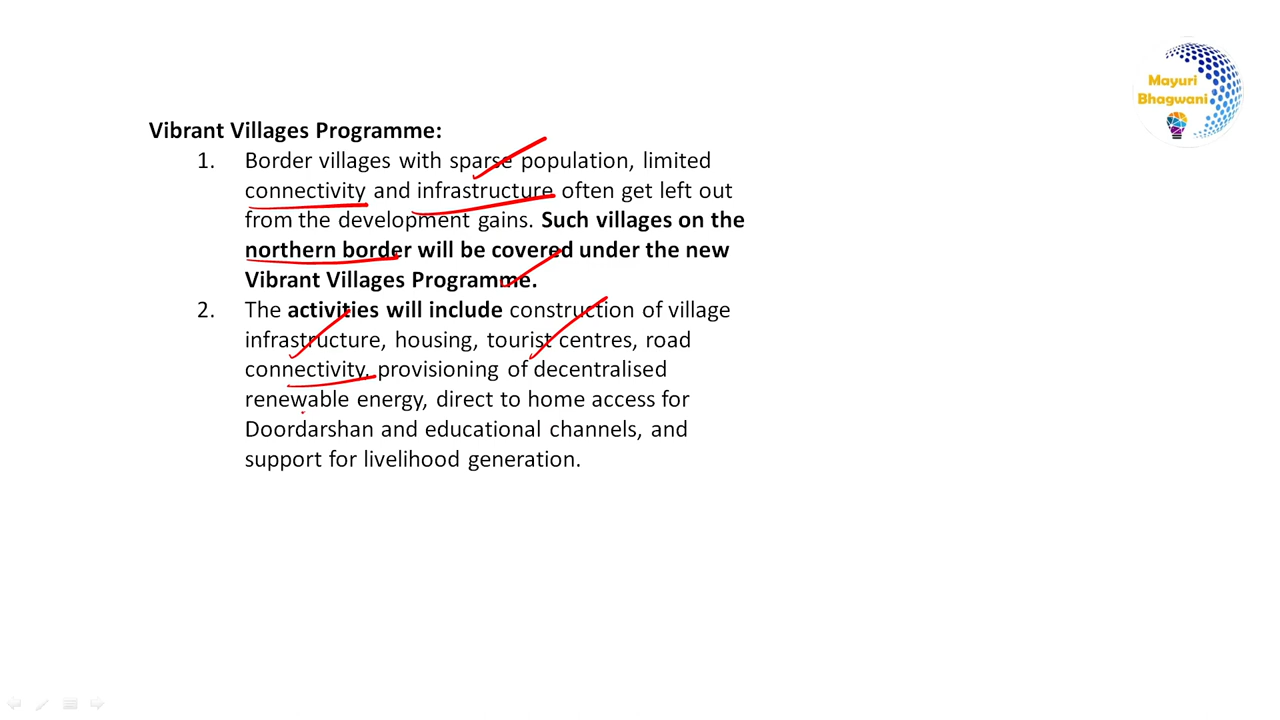 Mayuri
Bhagwani
Vibrant Villages Programme:
1. Border villages with sparse population, limited
connectivity and infrastructure often get left out
from the development gains. Such villages on the
northern border will be covered under the new
Vibrant Villages Programme.
2. The activities will include construction of village
infrastructure, housing, tourist centres, road
connectivity, provisioning of decentralised
renewable energy, direct to home access for
Doordarshan and educational channels, and
support for livelihood generation.